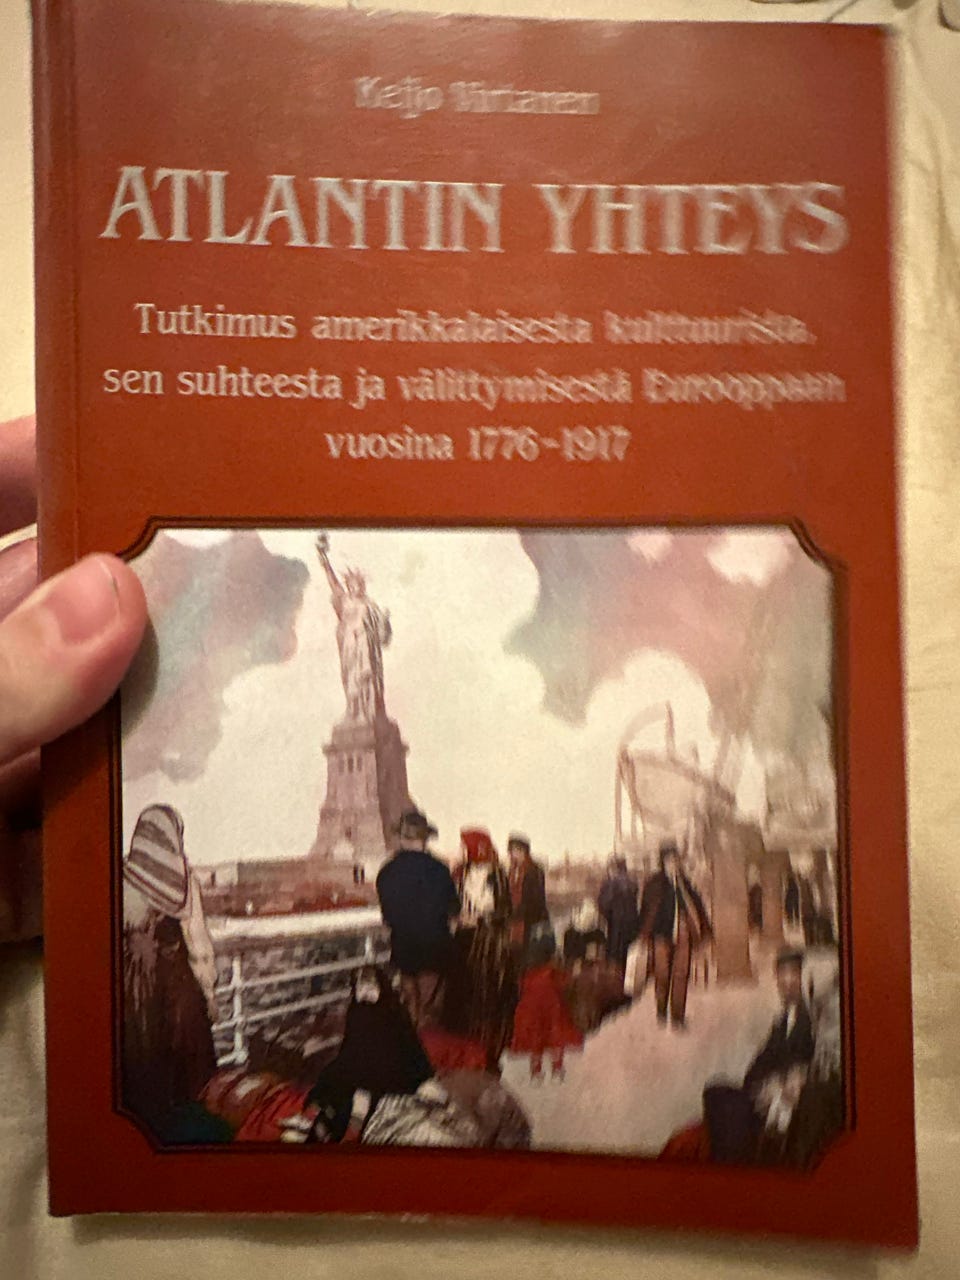 Keijo Virtanen
ATLANTIN YHTEYS
Tutkimus amerikkalaisesta kulttuurista,
sen suhteesta ja välittymisestä Eurooppaan
vuosina 1776-1917